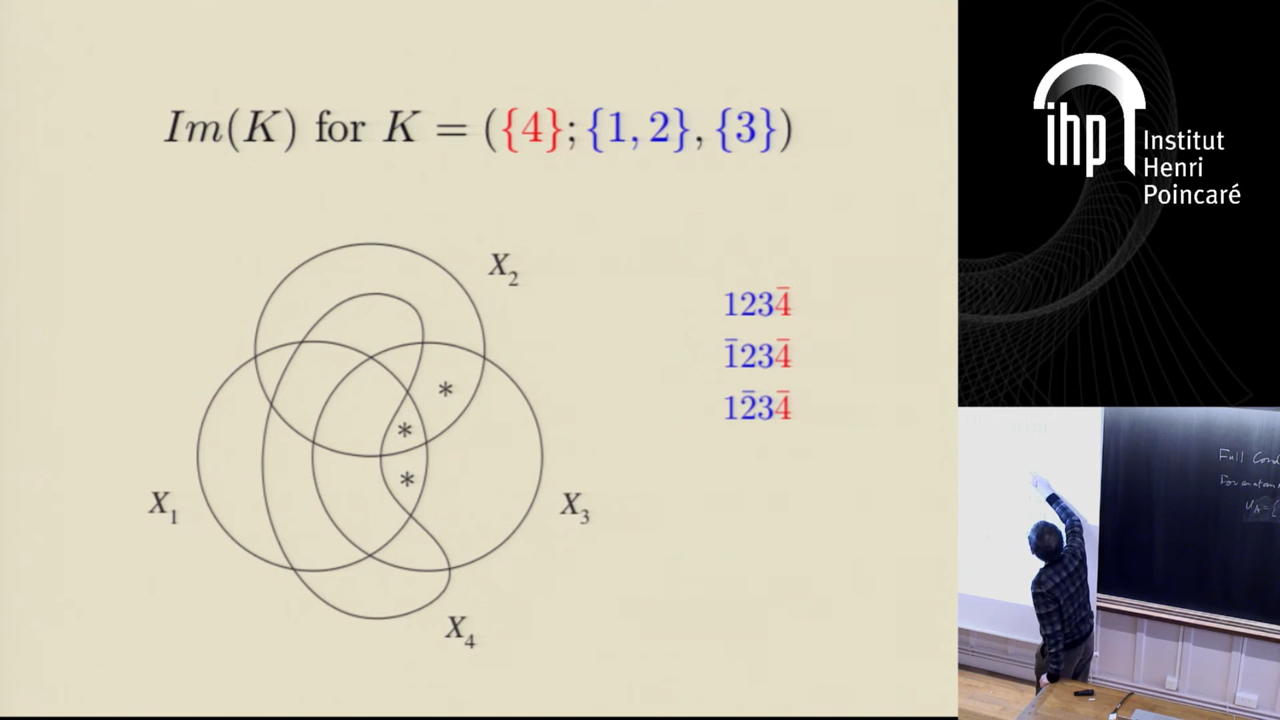 Im(K) for K = ({4}; {1, 2}, {3})
X₂
1234̄
1̄234̄
12̄34̄
*
*
*
X₁
X₃
X₄
ihp
Institut
Henri
Poincaré
Full